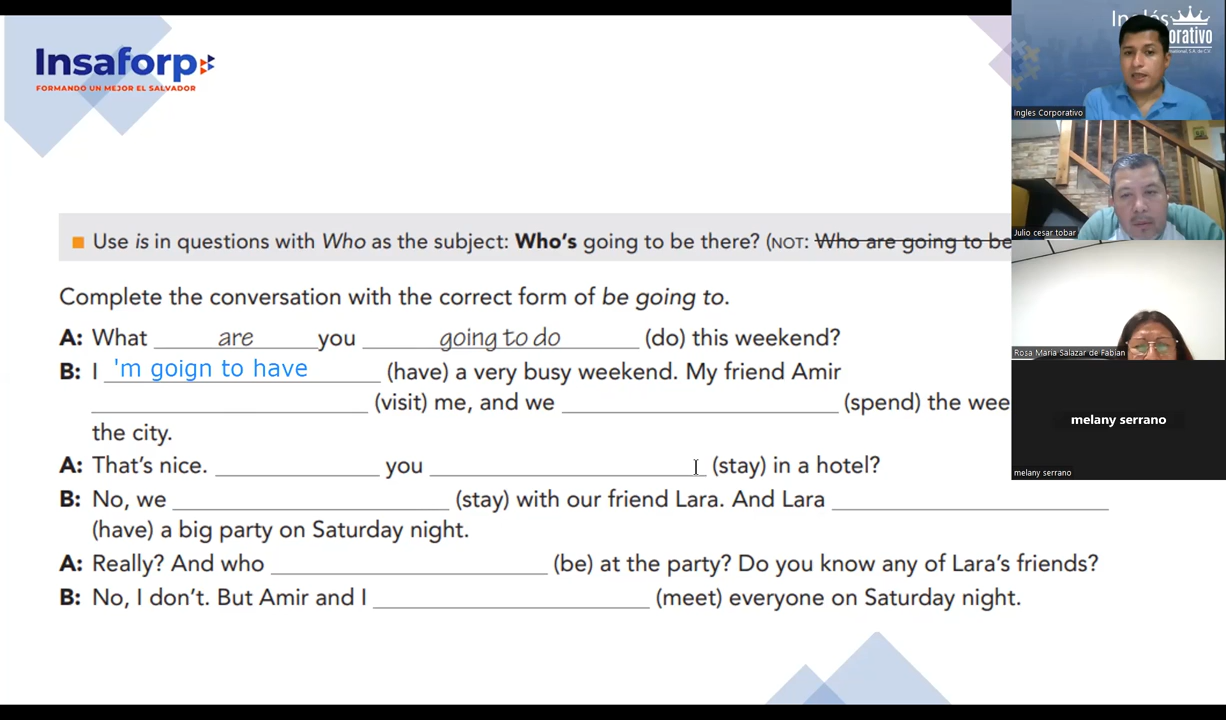 Insaforp
FORMANDO UN MEJOR EL SALVADOR
Use is in questions with Who as the subject: Who's going to be there? (NOT: Who are going to be
Complete the conversation with the correct form of be going to.
A: What are you going to do (do) this weekend?
B: I 'm goign to have (have) a very busy weekend. My friend Amir
(visit) me, and we (spend) the wee
the city.
A: That's nice. you (stay) in a hotel?
B: No, we (stay) with our friend Lara. And Lara
(have) a big party on Saturday night.
A: Really? And who (be) at the party? Do you know any of Lara's friends?
B: No, I don't. But Amir and I (meet) everyone on Saturday night.
Ingles Corporativo
Julio cesar tobar
Rosa Maria Salazar de Fabian
melany serrano
melany serrano